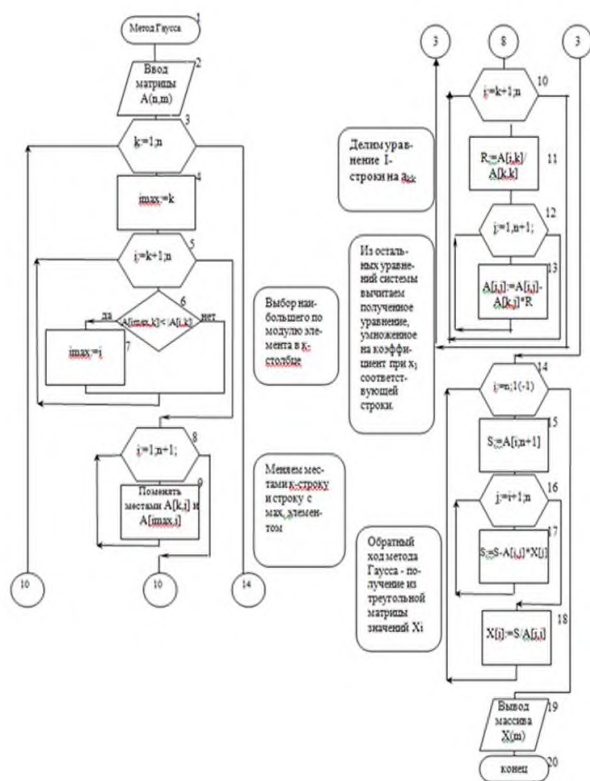 1
Метод Гаусса
2
Ввод
матрицы
A(n,m)
3
k:=1;n
4
imax:=k
5
i:=k+1;n
6
да
A[imax,k]< |A[i,k]
нет
7
imax:=i
8
i:=1;n+1;
9
Поменять
местами A[k,i] и
A[imax,i]
10
10
14
Выбор наи-
большего по
модулю эле-
мента в к-
столбце
Меняем мес-
тами к-строку
и строку с
мах, элемен-
том
3
8
3
10
i:=k+1;n
11
R:=A[i,k]/
A[k,k]
12
j:=1,n+1;
13
A[i,j]:=A[i,j]-
A[k,j]*R
Делим урав-
нение I-
строки на akk
Из осталь-
ных уравне-
ний системы
вычитаем
полученное
уравнение,
умноженное
на коэффи-
циент при x1
соответст-
вующей
строки.
14
i:=n;1(-1)
15
S:=A[i;n+1]
16
j:=i+1;n
17
S:=S-A[i,j]*X[j]
18
X[i]:=S/A[i,i]
Обратный
ход метода
Гаусса - по-
лучение из
треугольной
матрицы
значений Xi
19
Вывод
массива
X(m)
20
конец